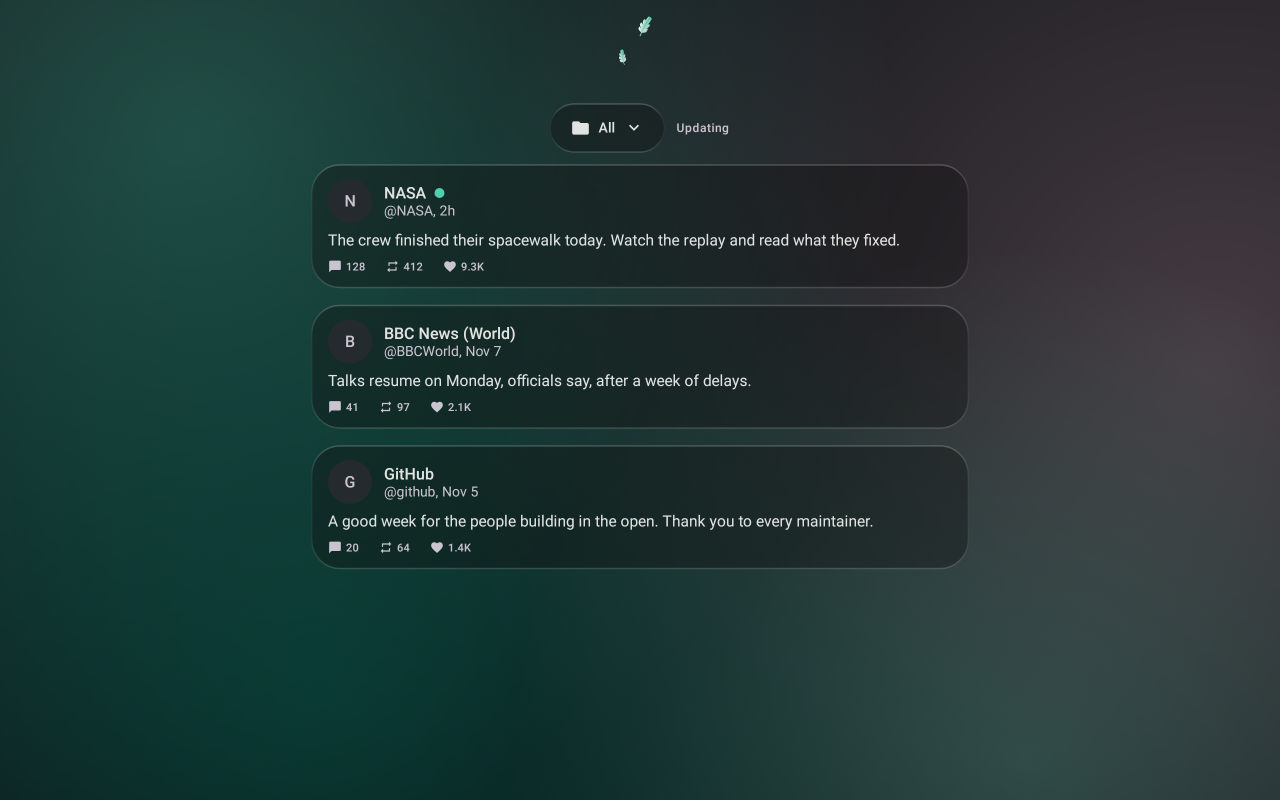 All
Updating
N
NASA
@NASA, 2h
The crew finished their spacewalk today. Watch the replay and read what they fixed.
128 412 9.3K
B
BBC News (World)
@BBCWorld, Nov 7
Talks resume on Monday, officials say, after a week of delays.
41 97 2.1K
G
GitHub
@github, Nov 5
A good week for the people building in the open. Thank you to every maintainer.
20 64 1.4K